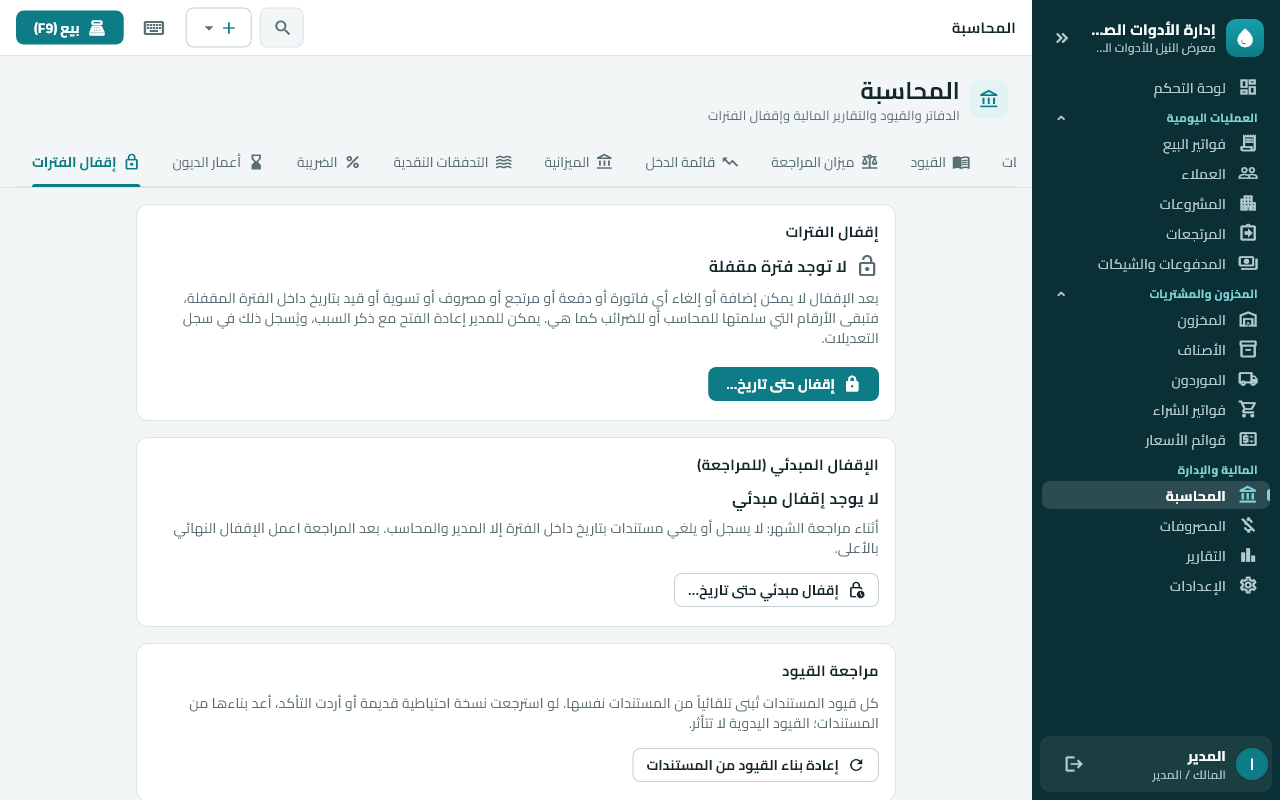 إدارة الأدوات الصـ...
معرض النيل للأدوات الـ...
لوحة التحكم
العمليات اليومية
فواتير البيع
العملاء
المشروعات
المرتجعات
المدفوعات والشيكات
المخزون والمشتريات
المخزون
الأصناف
الموردون
فواتير الشراء
قوائم الأسعار
المالية والإدارة
المحاسبة
المصروفات
التقارير
الإعدادات
ا
المدير
المالك / المدير
المحاسبة
بيع (F9)
المحاسبة
الدفاتر والقيود والتقارير المالية وإقفال الفترات
ات
القيود
ميزان المراجعة
قائمة الدخل
الميزانية
التدفقات النقدية
الضريبة
أعمار الديون
إقفال الفترات
إقفال الفترات
لا توجد فترة مقفلة
بعد الإقفال لا يمكن إضافة أو إلغاء أي فاتورة أو دفعة أو مرتجع أو مصروف أو تسوية أو قيد بتاريخ داخل الفترة المقفلة،
فتبقى الأرقام التي سلمتها للمحاسب أو للضرائب كما هي. يمكن للمدير إعادة الفتح مع ذكر السبب، ويُسجل ذلك في سجل
التعديلات.
إقفال حتى تاريخ...
الإقفال المبدئي (للمراجعة)
لا يوجد إقفال مبدئي
أثناء مراجعة الشهر: لا يسجل أو يلغي مستندات بتاريخ داخل الفترة إلا المدير والمحاسب. بعد المراجعة اعمل الإقفال النهائي
بالأعلى.
إقفال مبدئي حتى تاريخ...
مراجعة القيود
كل قيود المستندات تُبنى تلقائياً من المستندات نفسها. لو استرجعت نسخة احتياطية قديمة أو أردت التأكد، أعد بناءها من
المستندات؛ القيود اليدوية لا تتأثر.
إعادة بناء القيود من المستندات